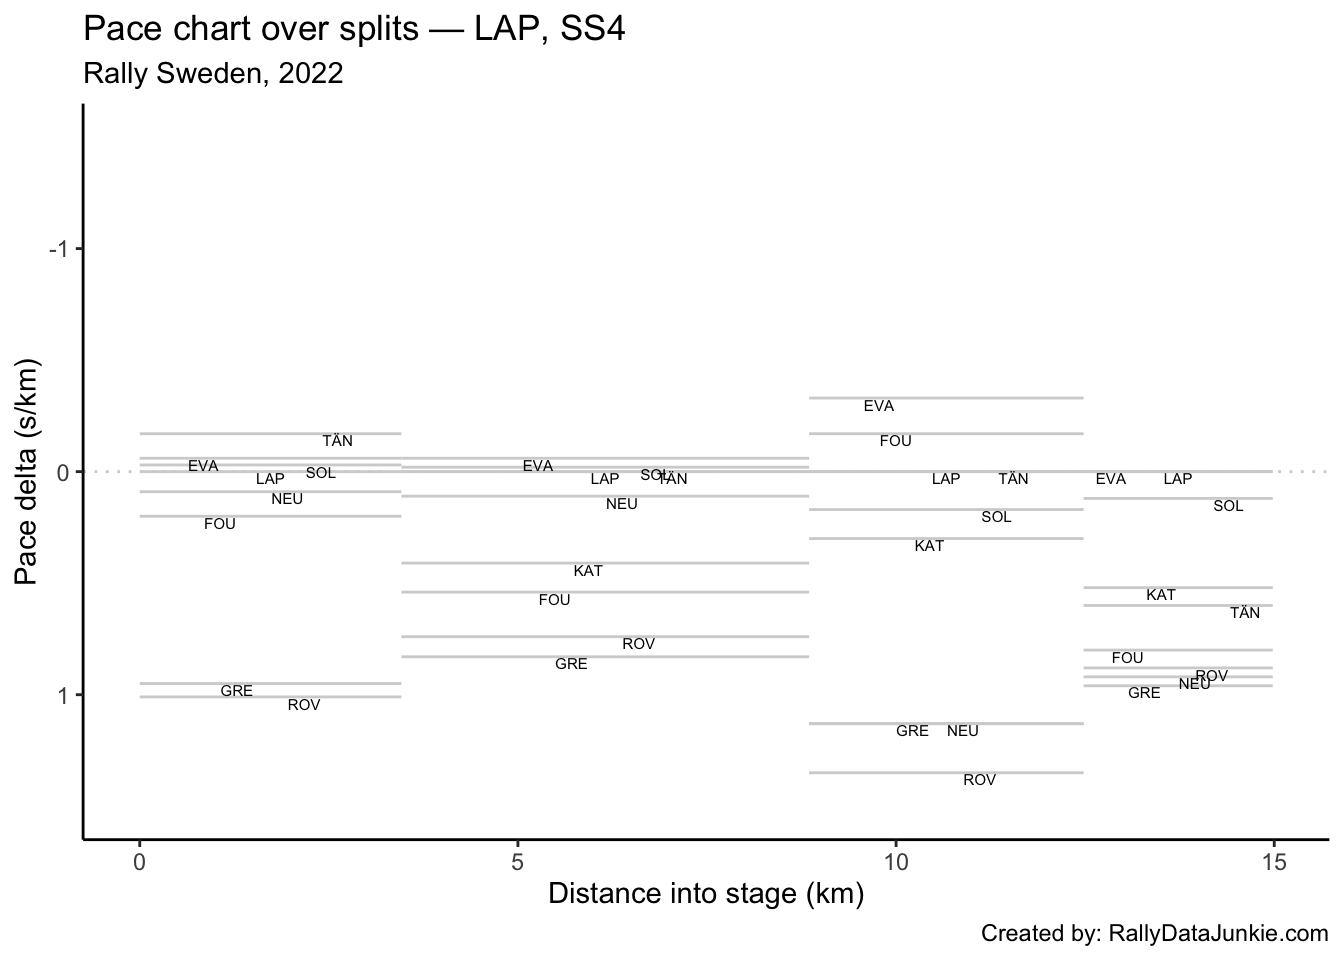 Pace chart over splits — LAP, SS4
Rally Sweden, 2022
Pace delta (s/km)
-1
0
1
EVA
FOU
TÄN
EVA
LAP
SOL
NEU
FOU
GRE
ROV
EVA
LAP
SOL
TÄN
NEU
KAT
FOU
ROV
GRE
LAP
TÄN
SOL
KAT
GRE
NEU
ROV
EVA
LAP
SOL
KAT
TÄN
FOU
ROV
NEU
GRE
0
5
10
15
Distance into stage (km)
Created by: RallyDataJunkie.com